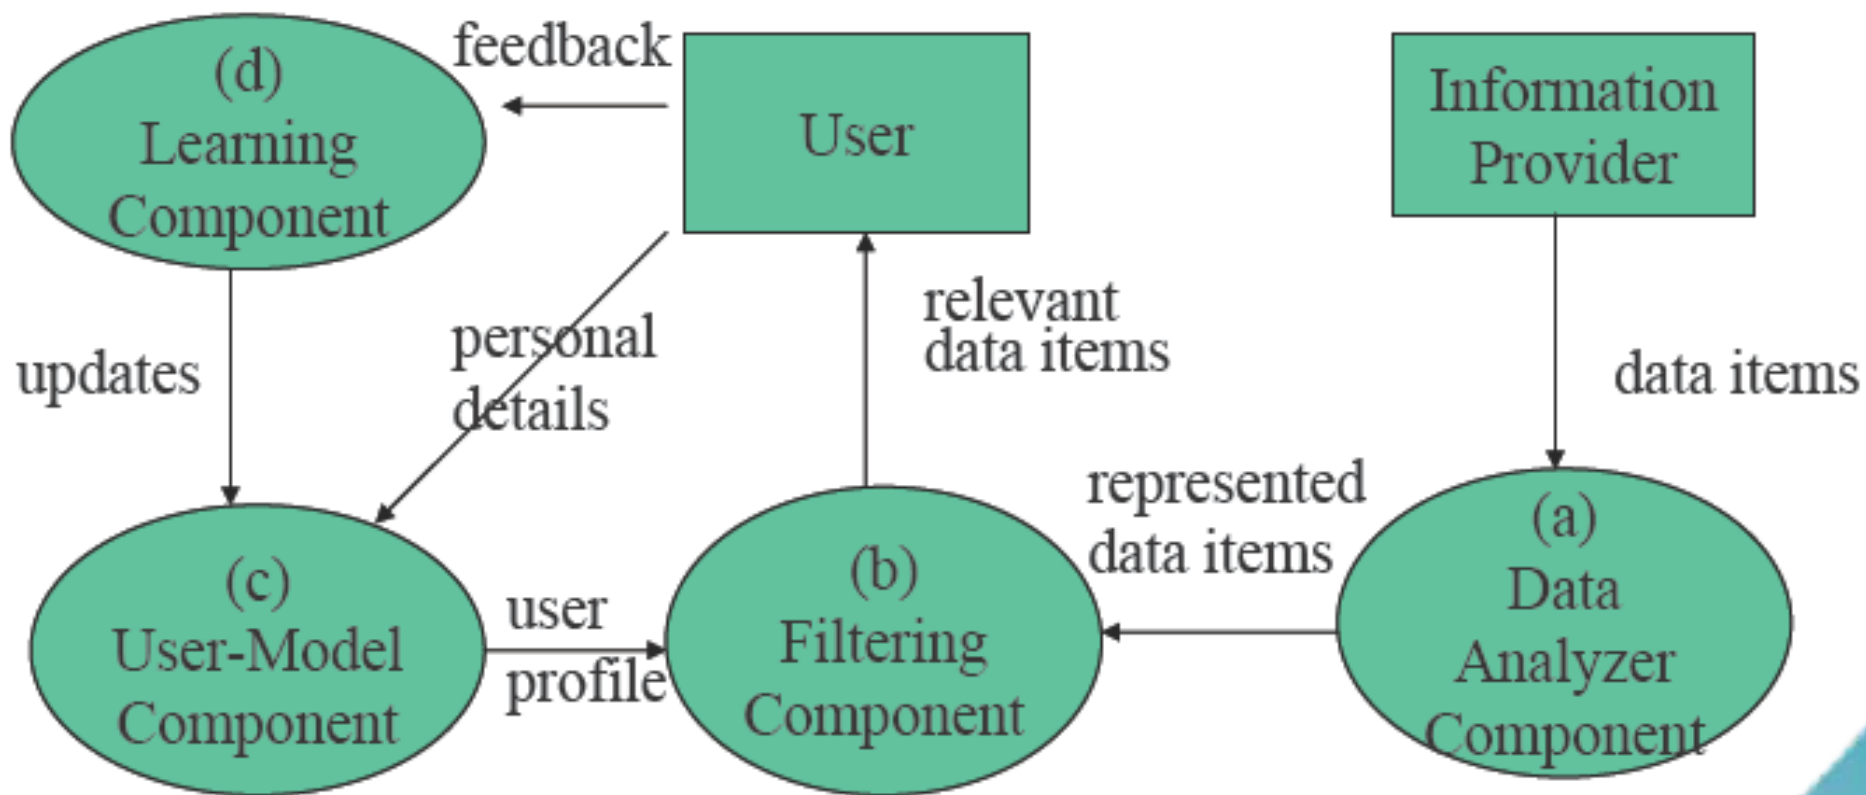 (d)
Learning
Component
feedback
User
Information
Provider
updates
personal
details
relevant
data items
data items
(c)
User-Model
Component
user
profile
(b)
Filtering
Component
represented
data items
(a)
Data
Analyzer
Component